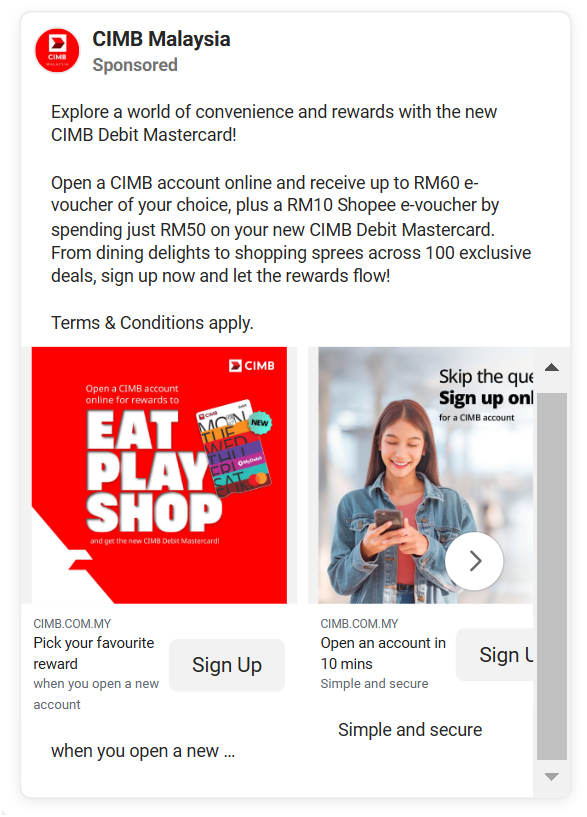 CIMB
MALAYSIA
CIMB Malaysia
Sponsored
Explore a world of convenience and rewards with the new
CIMB Debit Mastercard!
Open a CIMB account online and receive up to RM60 e-
voucher of your choice, plus a RM10 Shopee e-voucher by
spending just RM50 on your new CIMB Debit Mastercard.
From dining delights to shopping sprees across 100 exclusive
deals, sign up now and let the rewards flow!
Terms & Conditions apply.
CIMB
Open a CIMB account
online for rewards to
EAT
PLAY
SHOP
CIMB
MON
TUE
WED
THU
FRI
SAT
NEW
MyDebit
and get the new CIMB Debit Mastercard!
CIMB.COM.MY
Pick your favourite
reward
when you open a new
account
Sign Up
when you open a new ...
Skip the que
Sign up onl
for a CIMB account
CIMB.COM.MY
Open an account in
10 mins
Simple and secure
Sign U
Simple and secure